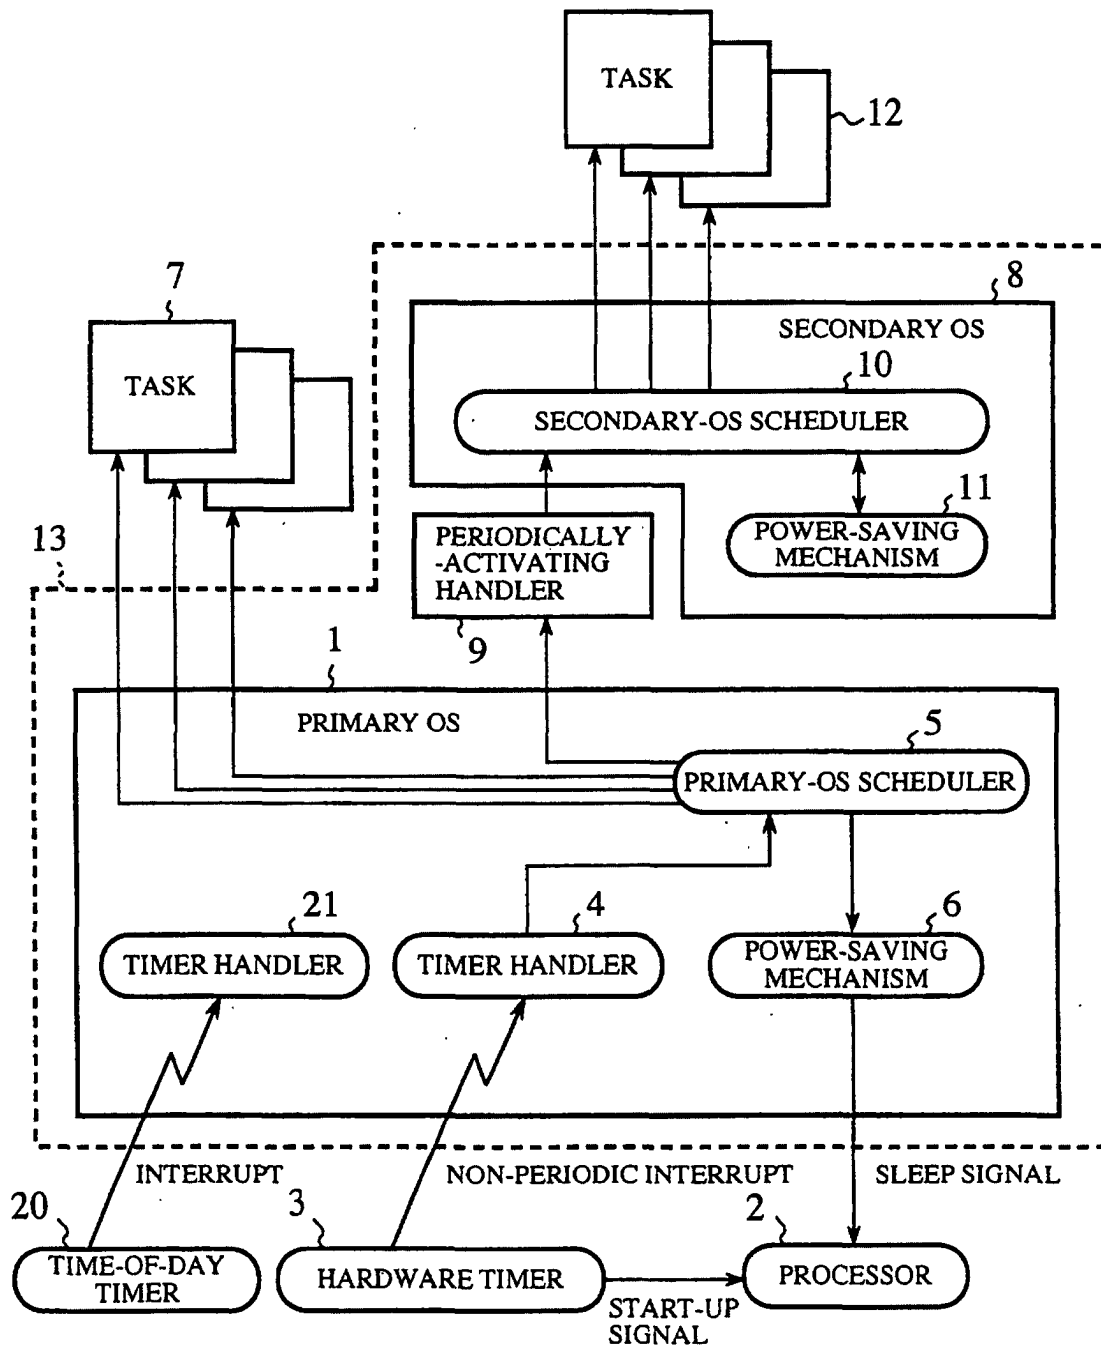 TASK
12
7
TASK
8
SECONDARY OS
10
SECONDARY-OS SCHEDULER
11
POWER-SAVING
MECHANISM
PERIODICALLY
-ACTIVATING
HANDLER
9
13
1
PRIMARY OS
5
PRIMARY-OS SCHEDULER
21
TIMER HANDLER
4
TIMER HANDLER
6
POWER-SAVING
MECHANISM
INTERRUPT
NON-PERIODIC INTERRUPT
SLEEP SIGNAL
20
TIME-OF-DAY
TIMER
3
HARDWARE TIMER
START-UP
SIGNAL
2
PROCESSOR